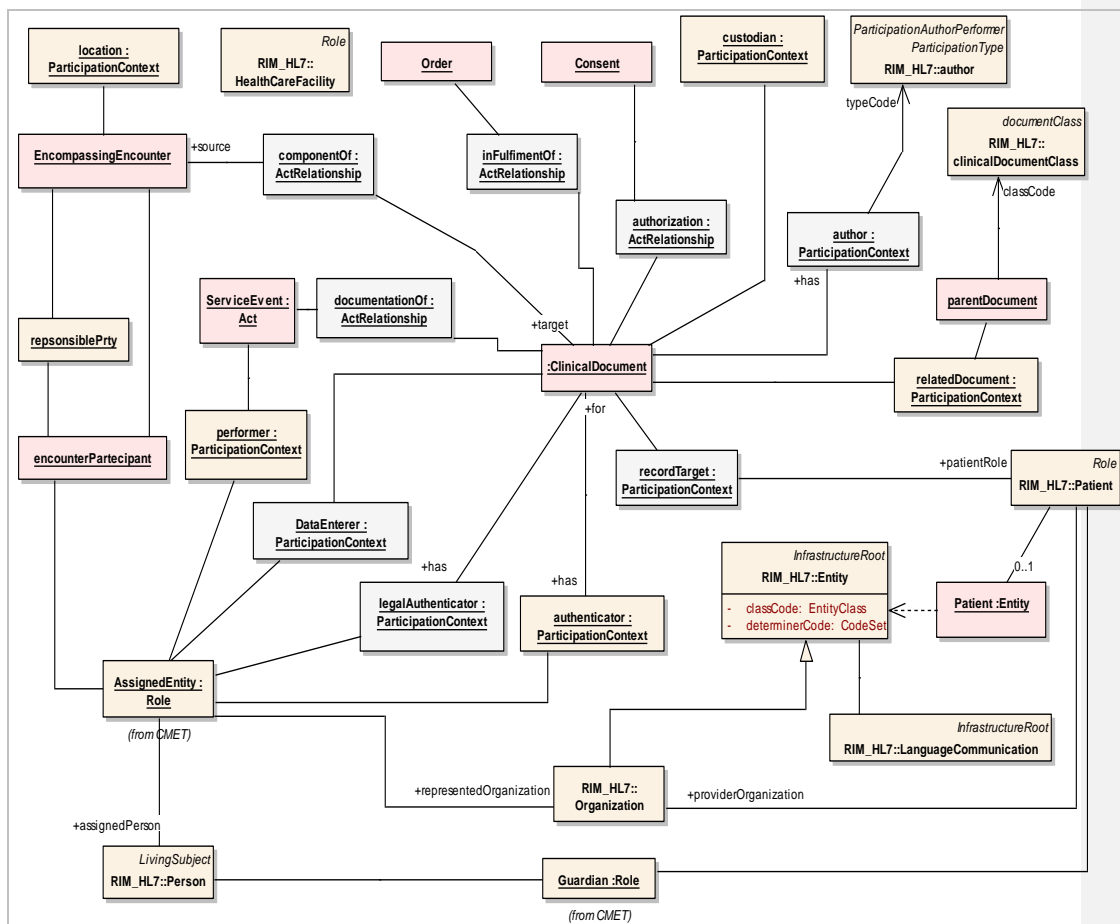 location :
ParticipationContext
Role
RIM_HL7::
HealthCareFacility
Order
Consent
custodian :
ParticipationContext
ParticipationAuthorPerformer
ParticipationType
RIM_HL7::author
typeCode
documentClass
RIM_HL7::
clinicalDocumentClass
classCode
EncompassingEncounter
+source
componentOf :
ActRelationship
inFulfimentOf :
ActRelationship
authorization :
ActRelationship
author :
ParticipationContext
+has
ServiceEvent :
Act
documentationOf :
ActRelationship
parentDocument
+target
repsonsiblePrty
:ClinicalDocument
relatedDocument :
ParticipationContext
+for
encounterPartecipant
performer :
ParticipationContext
recordTarget :
ParticipationContext
+patientRole
Role
RIM_HL7::Patient
DataEnterer :
ParticipationContext
InfrastructureRoot
RIM_HL7::Entity
- classCode: EntityClass
- determinerCode: CodeSet
0..1
Patient :Entity
+has
legalAuthenticator :
ParticipationContext
+has
authenticator :
ParticipationContext
AssignedEntity :
Role
(from CMET)
InfrastructureRoot
RIM_HL7::LanguageCommunication
+representedOrganization
RIM_HL7::
Organization
+providerOrganization
+assignedPerson
LivingSubject
RIM_HL7::Person
Guardian :Role
(from CMET)